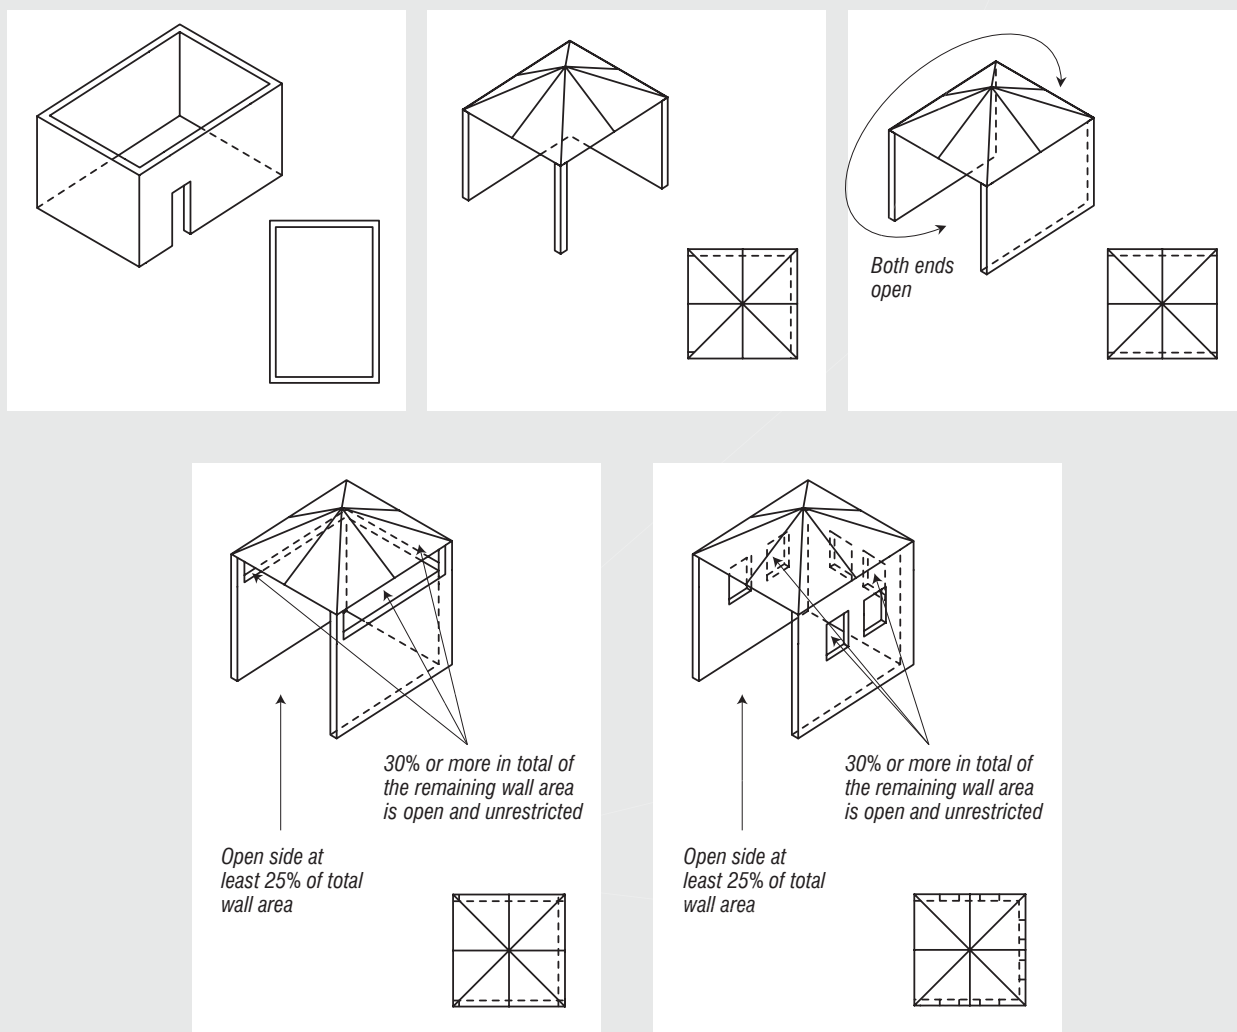 Both ends
open
30% or more in total of
the remaining wall area
is open and unrestricted
Open side at
least 25% of total
wall area
30% or more in total of
the remaining wall area
is open and unrestricted
Open side at
least 25% of total
wall area